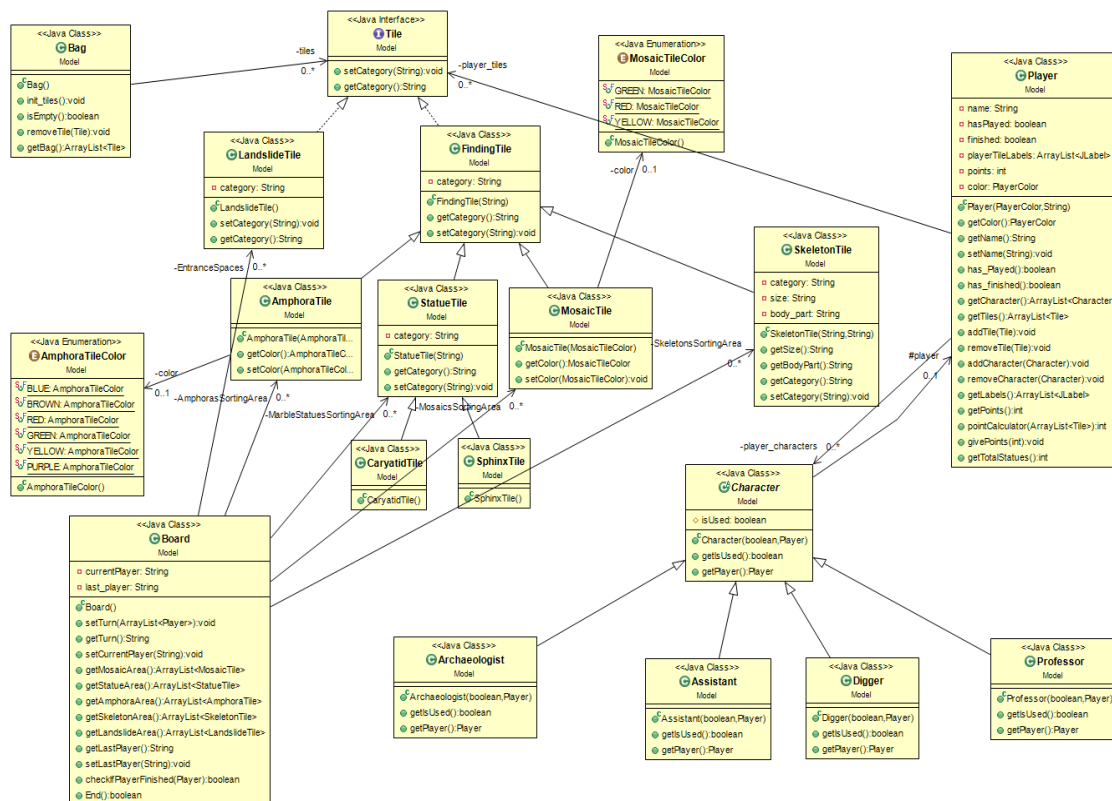 <<Java Class>>
Bag
Model
Bag()
init_tiles():void
isEmpty():boolean
removeTile(Tile):void
getBag():ArrayList<Tile>
-tiles
0..*
<<Java Interface>>
Tile
Model
setCategory(String):void
getCategory():String
-player_tiles
0..*
<<Java Enumeration>>
MosaicTileColor
Model
GREEN: MosaicTileColor
RED: MosaicTileColor
YELLOW: MosaicTileColor
MosaicTileColor()
-color
0..1
<<Java Class>>
Player
Model
name: String
hasPlayed: boolean
finished: boolean
playerTileLabels: ArrayList<JLabel>
points: int
color: PlayerColor
Player(PlayerColor,String)
getColor():PlayerColor
getName():String
setName(String):void
has_Played():boolean
has_finished():boolean
getCharacter():ArrayList<Character
getTiles():ArrayList<Tile>
addTile(Tile):void
removeTile(Tile):void
addCharacter(Character):void
removeCharacter(Character):void
getLabels():ArrayList<JLabel>
getPoints():int
pointCalculator(ArrayList<Tile>):int
givePoints(int):void
getTotalStatues():int
<<Java Class>>
LandslideTile
Model
category: String
LandslideTile()
setCategory(String):void
getCategory():String
-EntranceSpaces
0..*
<<Java Class>>
FindingTile
Model
category: String
FindingTile(String)
getCategory():String
setCategory(String):void
<<Java Class>>
SkeletonTile
Model
category: String
size: String
body_part: String
SkeletonTile(String,String)
getSize():String
getBodyPart():String
getCategory():String
setCategory(String):void
<<Java Class>>
AmphoraTile
Model
AmphoraTile(AmphoraTil...
getColor():AmphoraTileC...
setColor(AmphoraTileCol...
<<Java Class>>
StatueTile
Model
category: String
StatueTile(String)
getCategory():String
setCategory(String):void
<<Java Class>>
MosaicTile
Model
MosaicTile(MosaicTileColor)
getColor():MosaicTileColor
setColor(MosaicTileColor):void
-SkeletonsSortingArea
0..*
#player
0..1
<<Java Enumeration>>
AmphoraTileColor
Model
BLUE: AmphoraTileColor
BROWN: AmphoraTileColor
RED: AmphoraTileColor
GREEN: AmphoraTileColor
YELLOW: AmphoraTileColor
PURPLE: AmphoraTileColor
AmphoraTileColor()
-color
0..1
-AmphorasSortingArea
0..*
-MarbleStatuesSortingArea
0..*
-MosaicsSortingArea
0..*
<<Java Class>>
CaryatidTile
Model
CaryatidTile()
<<Java Class>>
SphinxTile
Model
SphinxTile()
-player_characters
0..*
<<Java Class>>
Character
Model
isUsed: boolean
Character(boolean,Player)
getIsUsed():boolean
getPlayer():Player
<<Java Class>>
Board
Model
currentPlayer: String
last_player: String
Board()
setTurn(ArrayList<Player>):void
getTurn():String
setCurrentPlayer(String):void
getMosaicArea():ArrayList<MosaicTile>
getStatueArea():ArrayList<StatueTile>
getAmphoraArea():ArrayList<AmphoraTile>
getSkeletonArea():ArrayList<SkeletonTile>
getLandslideArea():ArrayList<LandslideTile>
getLastPlayer():String
setLastPlayer(String):void
checkIfPlayerFinished(Player):boolean
End():boolean
<<Java Class>>
Archaeologist
Model
Archaeologist(boolean,Player)
getIsUsed():boolean
getPlayer():Player
<<Java Class>>
Assistant
Model
Assistant(boolean,Player)
getIsUsed():boolean
getPlayer():Player
<<Java Class>>
Digger
Model
Digger(boolean,Player)
getIsUsed():boolean
getPlayer():Player
<<Java Class>>
Professor
Model
Professor(boolean,Player)
getIsUsed():boolean
getPlayer():Player